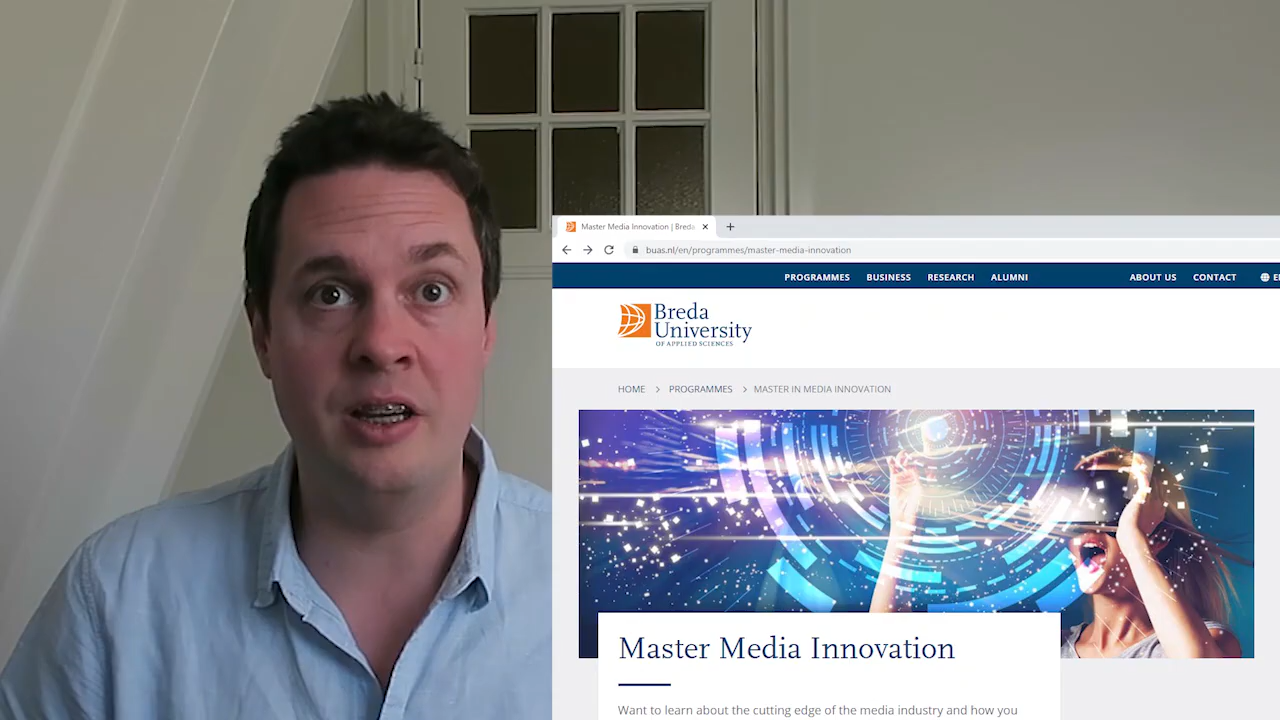 Master Media Innovation | Breda
buas.nl/en/programmes/master-media-innovation
PROGRAMMES BUSINESS RESEARCH ALUMNI ABOUT US CONTACT
Breda
University
OF APPLIED SCIENCES
HOME > PROGRAMMES > MASTER IN MEDIA INNOVATION
Master Media Innovation
Want to learn about the cutting edge of the media industry and how you